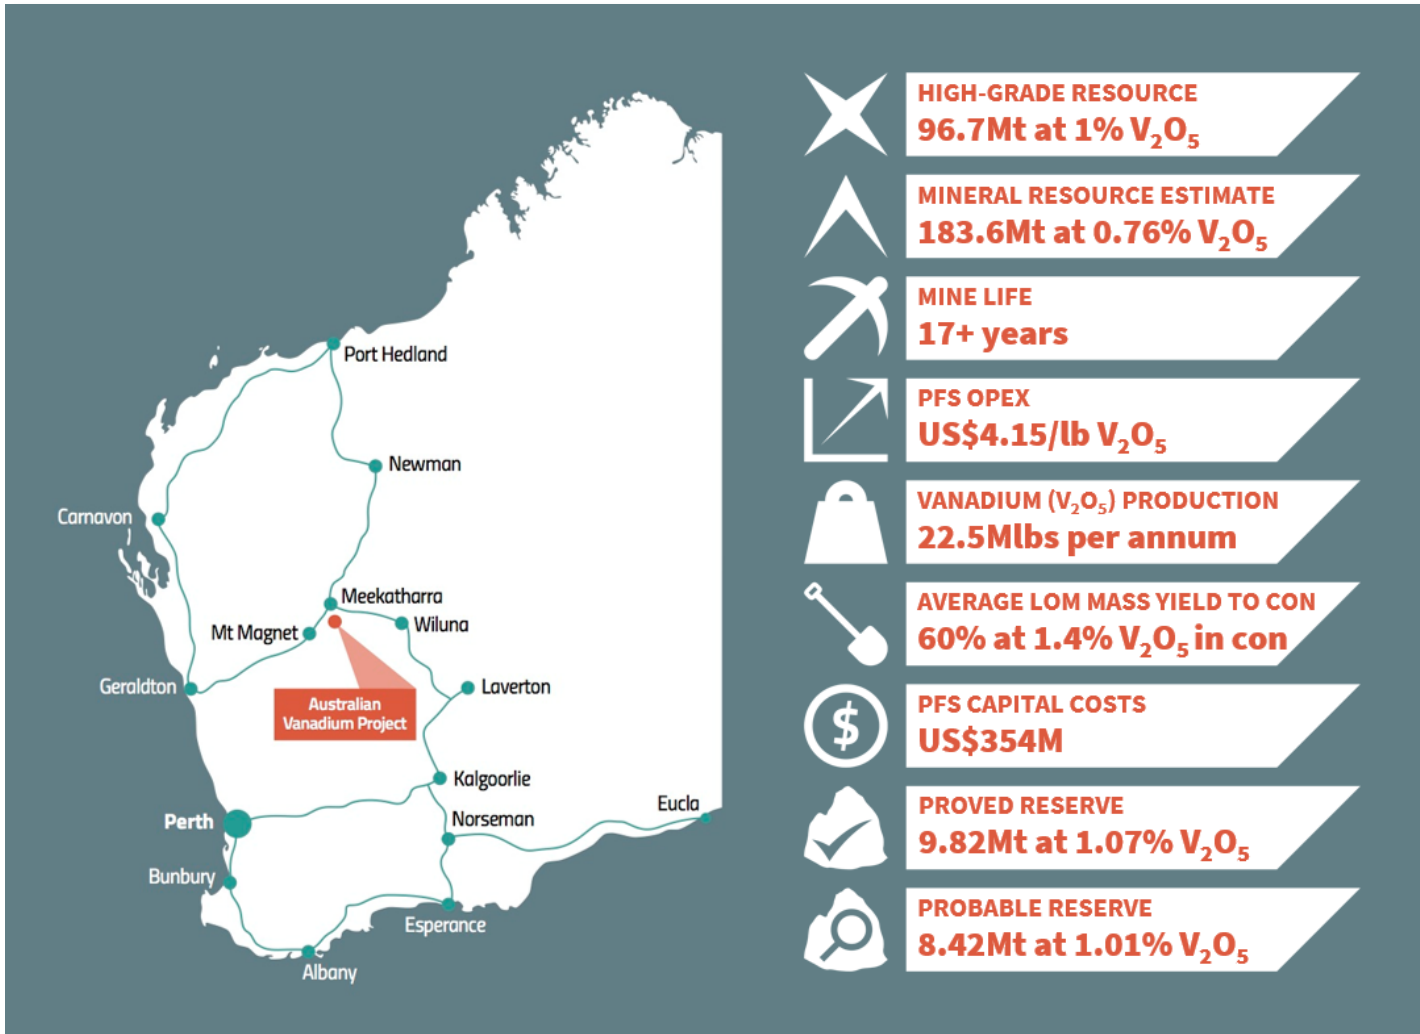 Port Hedland
Newman
Carnavon
Meekatharra
Mt Magnet
Wiluna
Geraldton
Laverton
Australian
Vanadium Project
Kalgoorlie
Eucla
Perth
Norseman
Bunbury
Esperance
Albany
HIGH-GRADE RESOURCE
96.7Mt at 1% V₂O₅
MINERAL RESOURCE ESTIMATE
183.6Mt at 0.76% V₂O₅
MINE LIFE
17+ years
PFS OPEX
US$4.15/lb V₂O₅
VANADIUM (V₂O₅) PRODUCTION
22.5Mlbs per annum
AVERAGE LOM MASS YIELD TO CON
60% at 1.4% V₂O₅ in con
$
PFS CAPITAL COSTS
US$354M
PROVED RESERVE
9.82Mt at 1.07% V₂O₅
PROBABLE RESERVE
8.42Mt at 1.01% V₂O₅